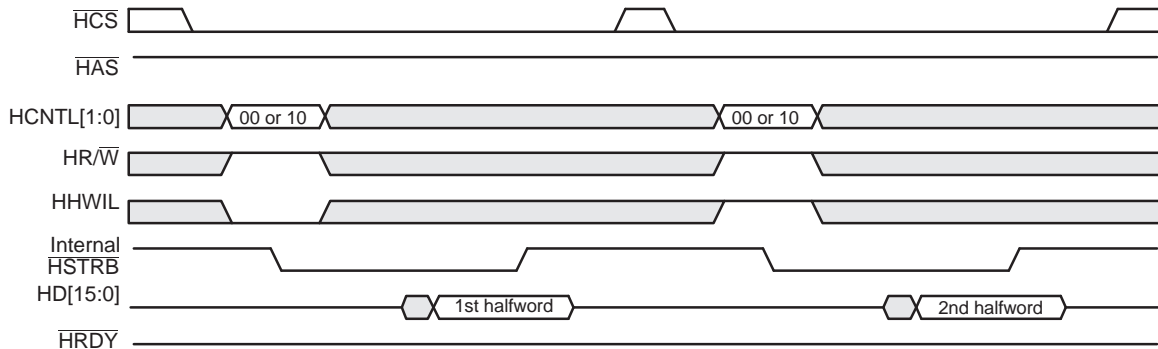 HCS
HAS
HCNTL[1:0] 00 or 10 00 or 10
HR/W
HHWIL
Internal
HSTRB
HD[15:0] 1st halfword 2nd halfword
HRDY